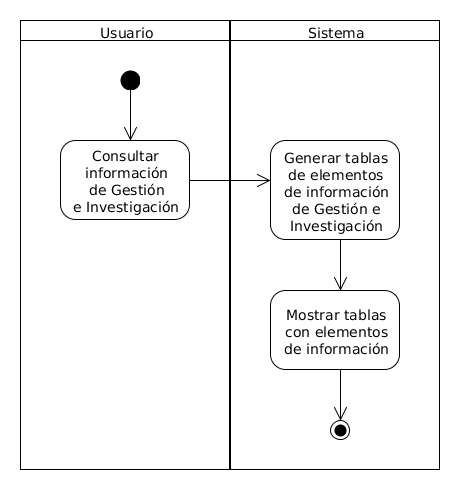 Usuario
Sistema
Consultar
información
de Gestión
e Investigación
Generar tablas
de elementos
de información
de Gestión e
Investigación
Mostrar tablas
con elementos
de información